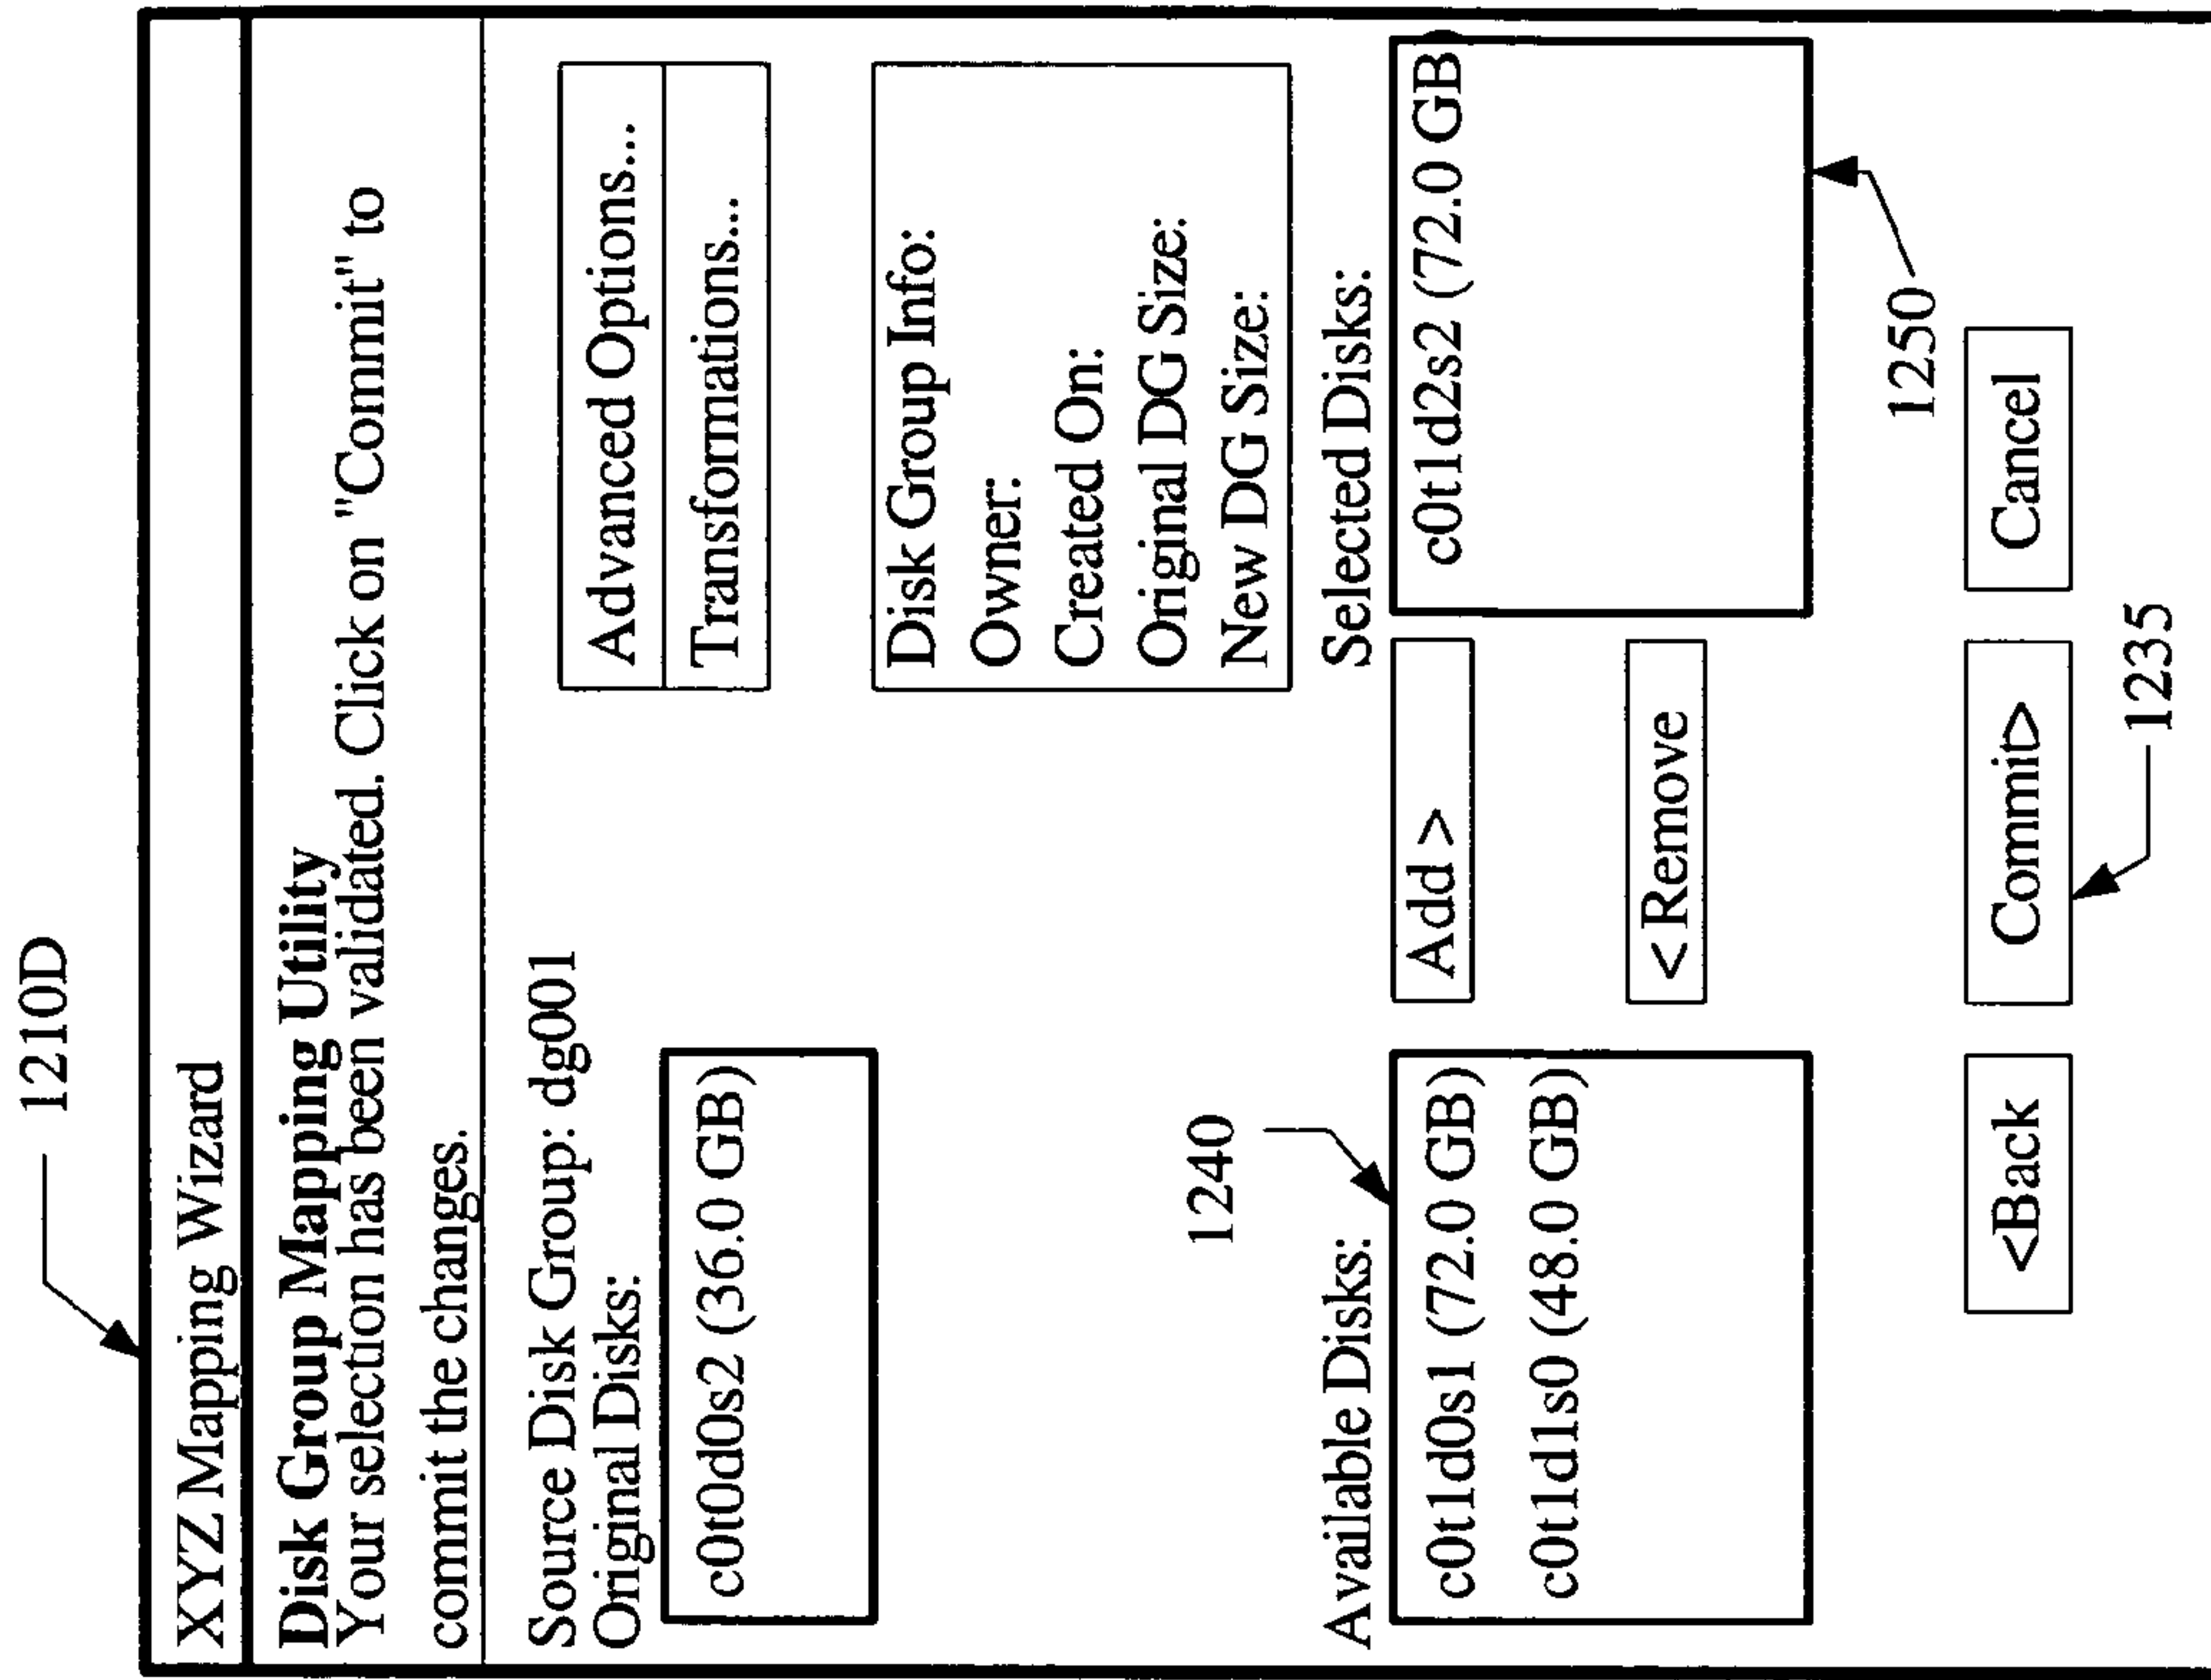 1210D
XYZ Mapping Wizard
Disk Group Mapping Utility
Your selection has been validated. Click on "Commit" to
commit the changes.
Source Disk Group: dg001
Original Disks:
c0t0d0s2 (36.0 GB)
Advanced Options...
Transformations...
Disk Group Info:
Owner:
Created On:
Original DG Size:
New DG Size:
1240
Available Disks:
c0t1d0s1 (72.0 GB)
c0t1d1s0 (48.0 GB)
Add >
<Remove
Selected Disks:
c0t1d2s2 (72.0 GB)
1250
<Back
Commit>
Cancel
1235